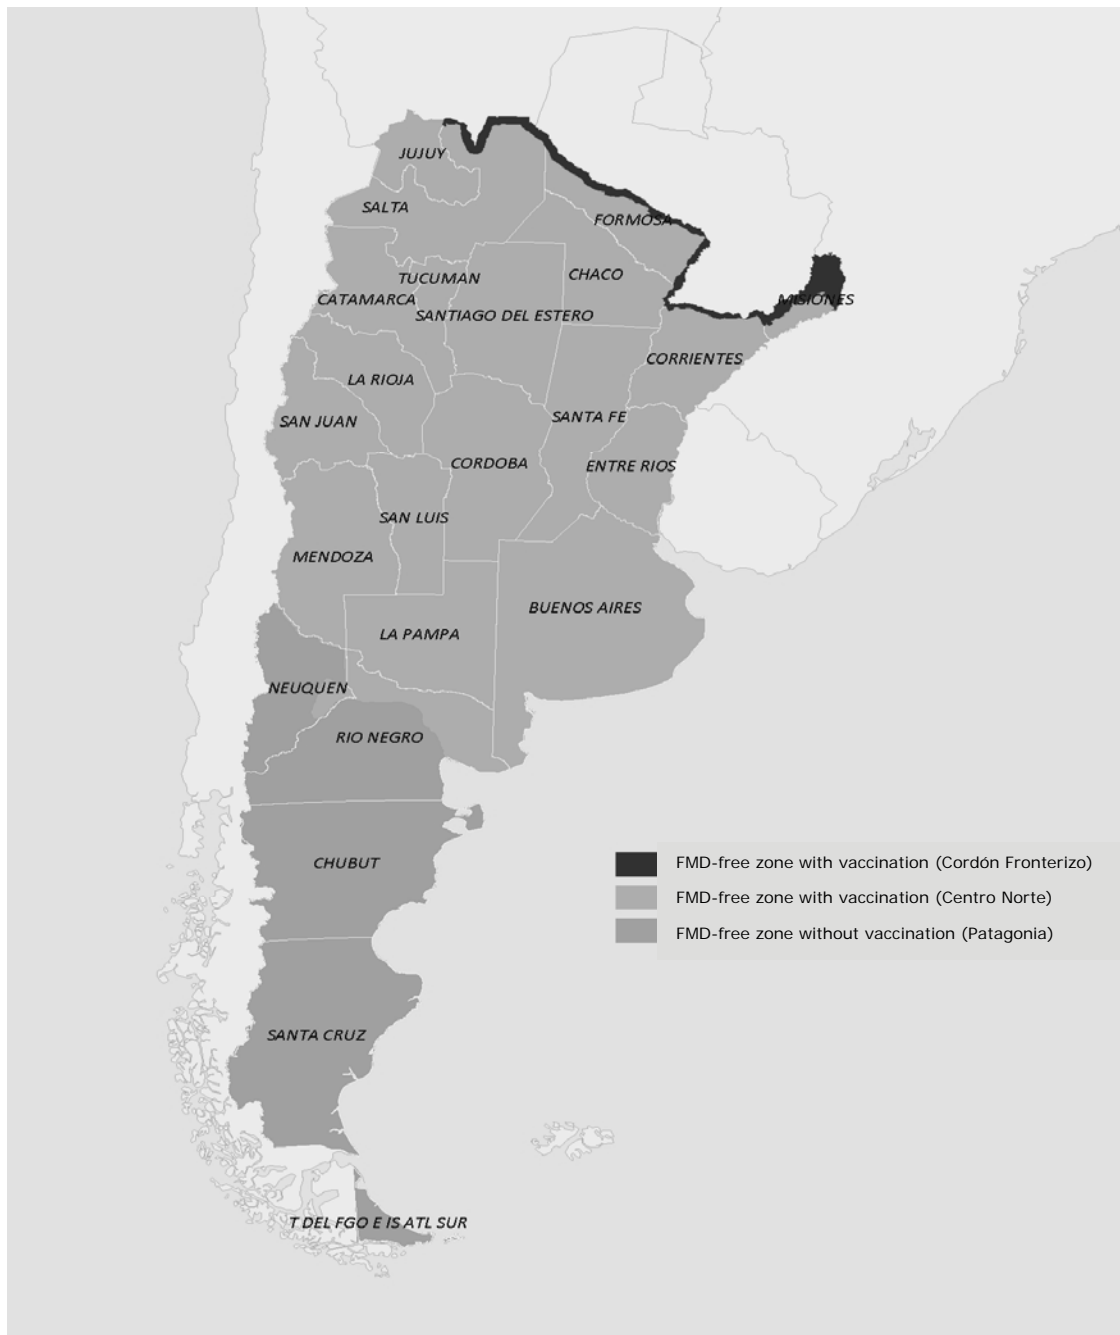 JUJUY
SALTA
FORMOSA
TUCUMAN
CHACO
CATAMARCA
MISIONES
SANTIAGO DEL ESTERO
CORRIENTES
LA RIOJA
SAN JUAN
SANTA FE
CORDOBA
ENTRE RIOS
SAN LUIS
MENDOZA
BUENOS AIRES
LA PAMPA
NEUQUEN
RIO NEGRO
CHUBUT
FMD-free zone with vaccination (Cordón Fronterizo)
FMD-free zone with vaccination (Centro Norte)
FMD-free zone without vaccination (Patagonia)
SANTA CRUZ
T DEL FGO E IS ATL SUR